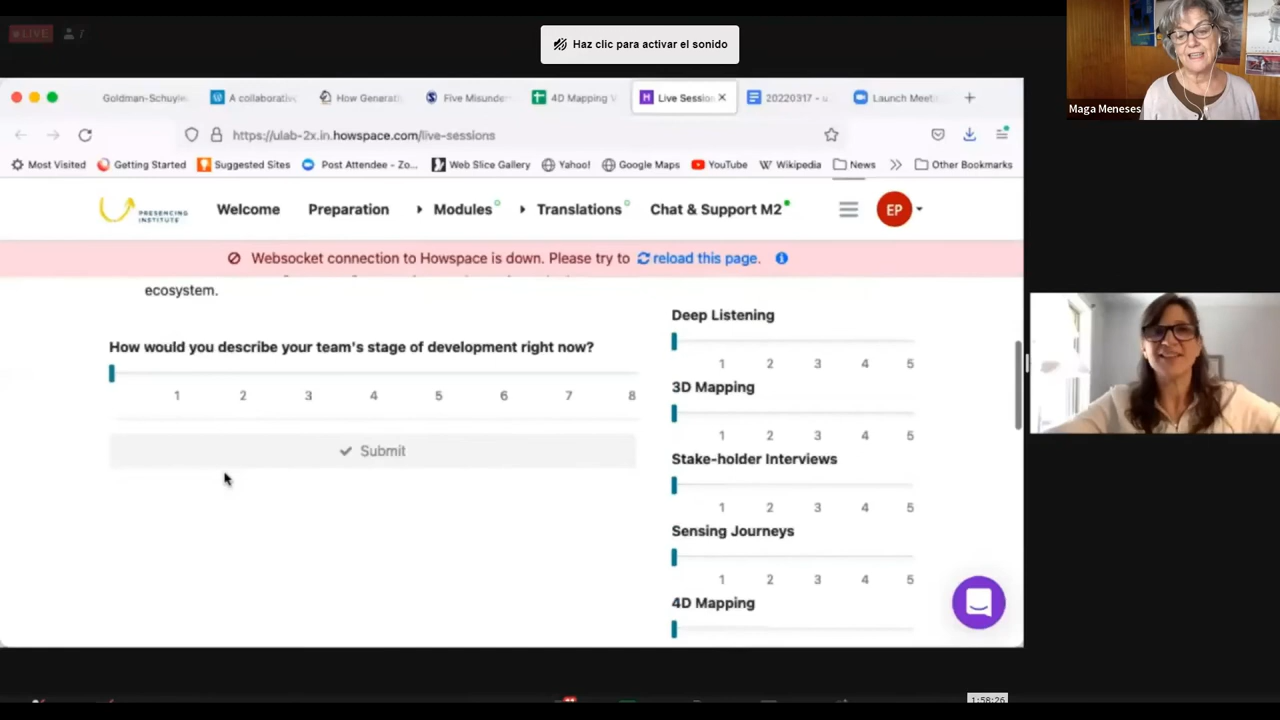 LIVE
Haz clic para activar el sonido
Maga Meneses
Goldman-Schuyle
A collaborativ
How Generati
Five Misunder
4D Mapping
Live Sessio
20220317 - u
Launch Meet
https://ulab-2x.in.howspace.com/live-sessions
Most Visited
Getting Started
Suggested Sites
Post Attendee - Zo...
Web Slice Gallery
Yahoo!
Google Maps
YouTube
Wikipedia
News
Other Bookmarks
PRESENCING
INSTITUTE
Welcome
Preparation
Modules
Translations
Chat & Support M2
EP
Websocket connection to Howspace is down. Please try to reload this page.
ecosystem.
How would you describe your team's stage of development right now?
1 2 3 4 5 6 7 8
Submit
Deep Listening
1 2 3 4 5
3D Mapping
1 2 3 4 5
Stake-holder Interviews
1 2 3 4 5
Sensing Journeys
1 2 3 4 5
4D Mapping
1:58:26